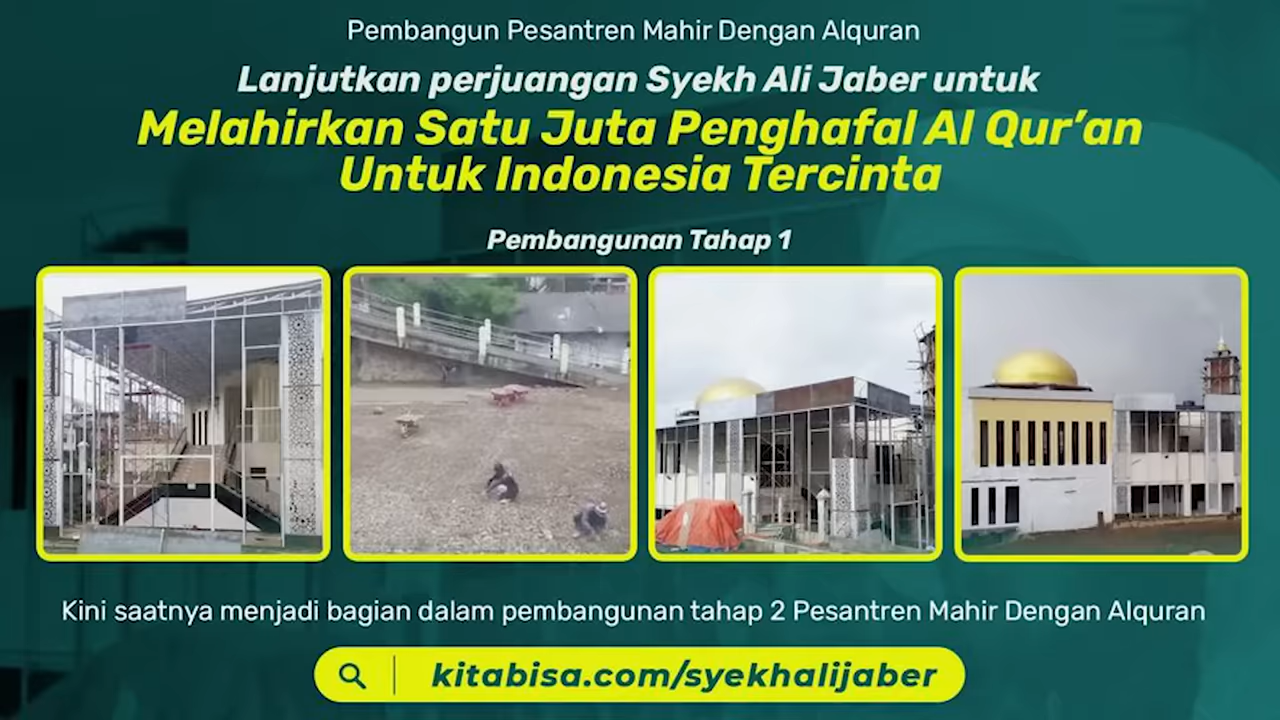 Pembangun Pesantren Mahir Dengan Alquran
Lanjutkan perjuangan Syekh Ali Jaber untuk
Melahirkan Satu Juta Penghafal Al Qur’an
Untuk Indonesia Tercinta
Pembangunan Tahap 1
Kini saatnya menjadi bagian dalam pembangunan tahap 2 Pesantren Mahir Dengan Alquran
kitabisa.com/syekhalijaber